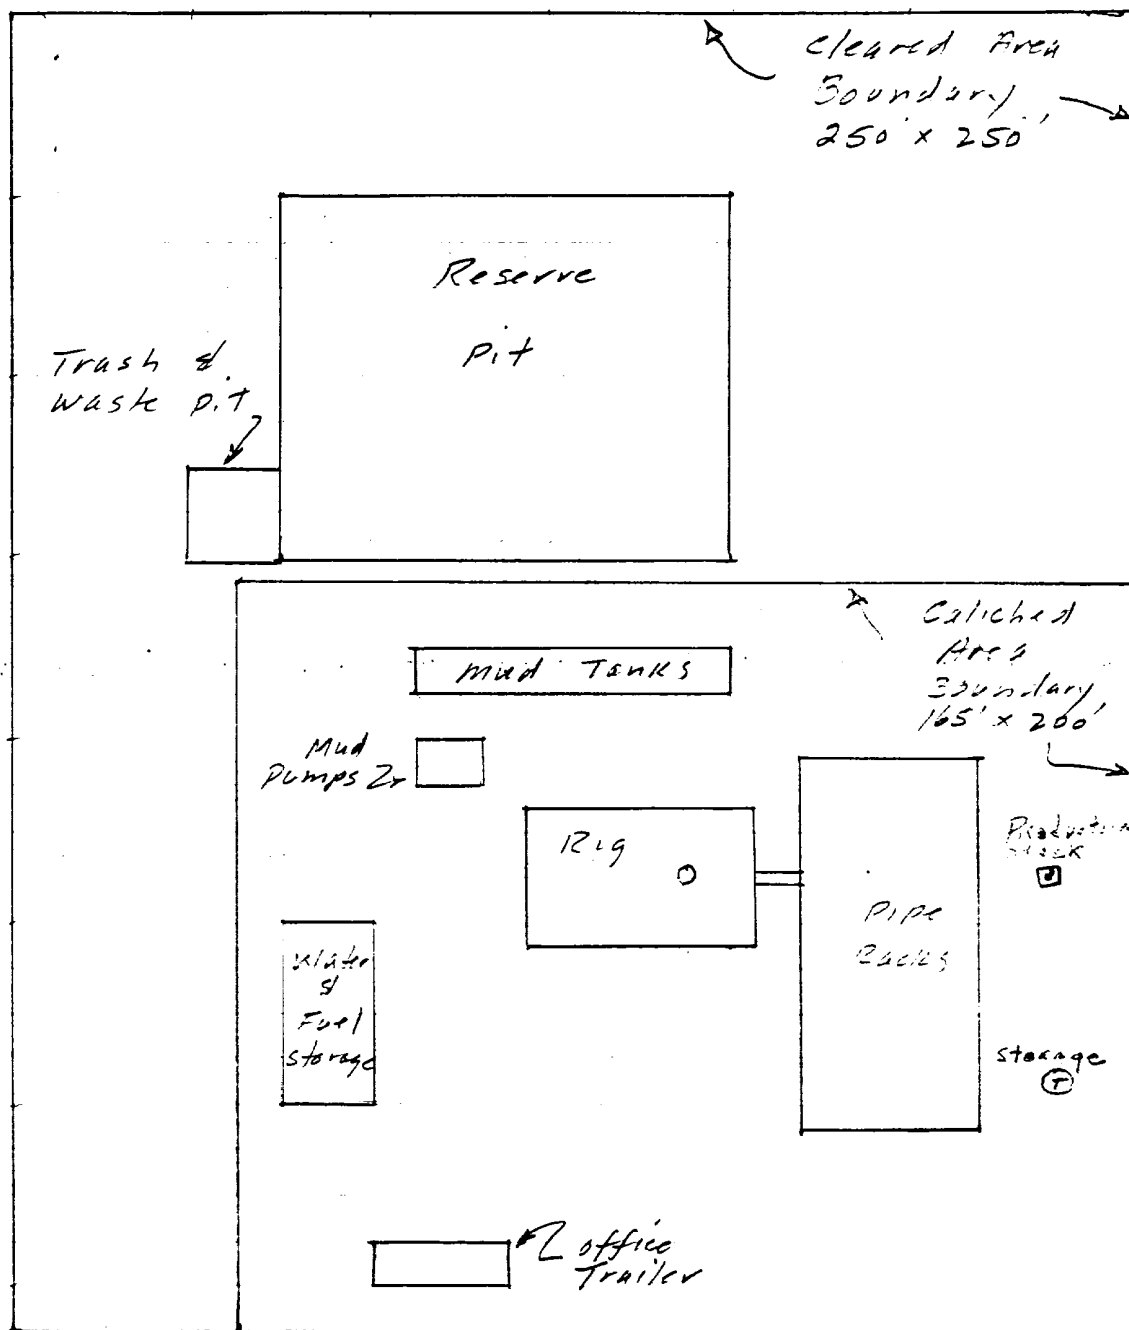 Cleared Area
Boundary
250' x 250'
Reserve
Pit
Trash &
waste pit
Caliched
Area
Boundary
165' x 200'
Mud Tanks
Mud
Pumps
Rig
Production
Pipe
Racks
Water
&
Fuel
storage
storage
T
office
Trailer